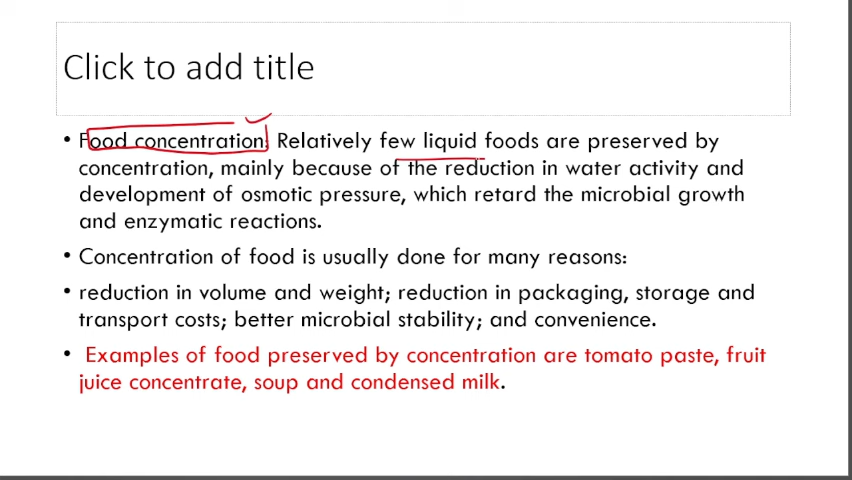 Click to add title
• Food concentration: Relatively few liquid foods are preserved by
concentration, mainly because of the reduction in water activity and
development of osmotic pressure, which retard the microbial growth
and enzymatic reactions.
• Concentration of food is usually done for many reasons:
• reduction in volume and weight; reduction in packaging, storage and
transport costs; better microbial stability; and convenience.
• Examples of food preserved by concentration are tomato paste, fruit
juice concentrate, soup and condensed milk.